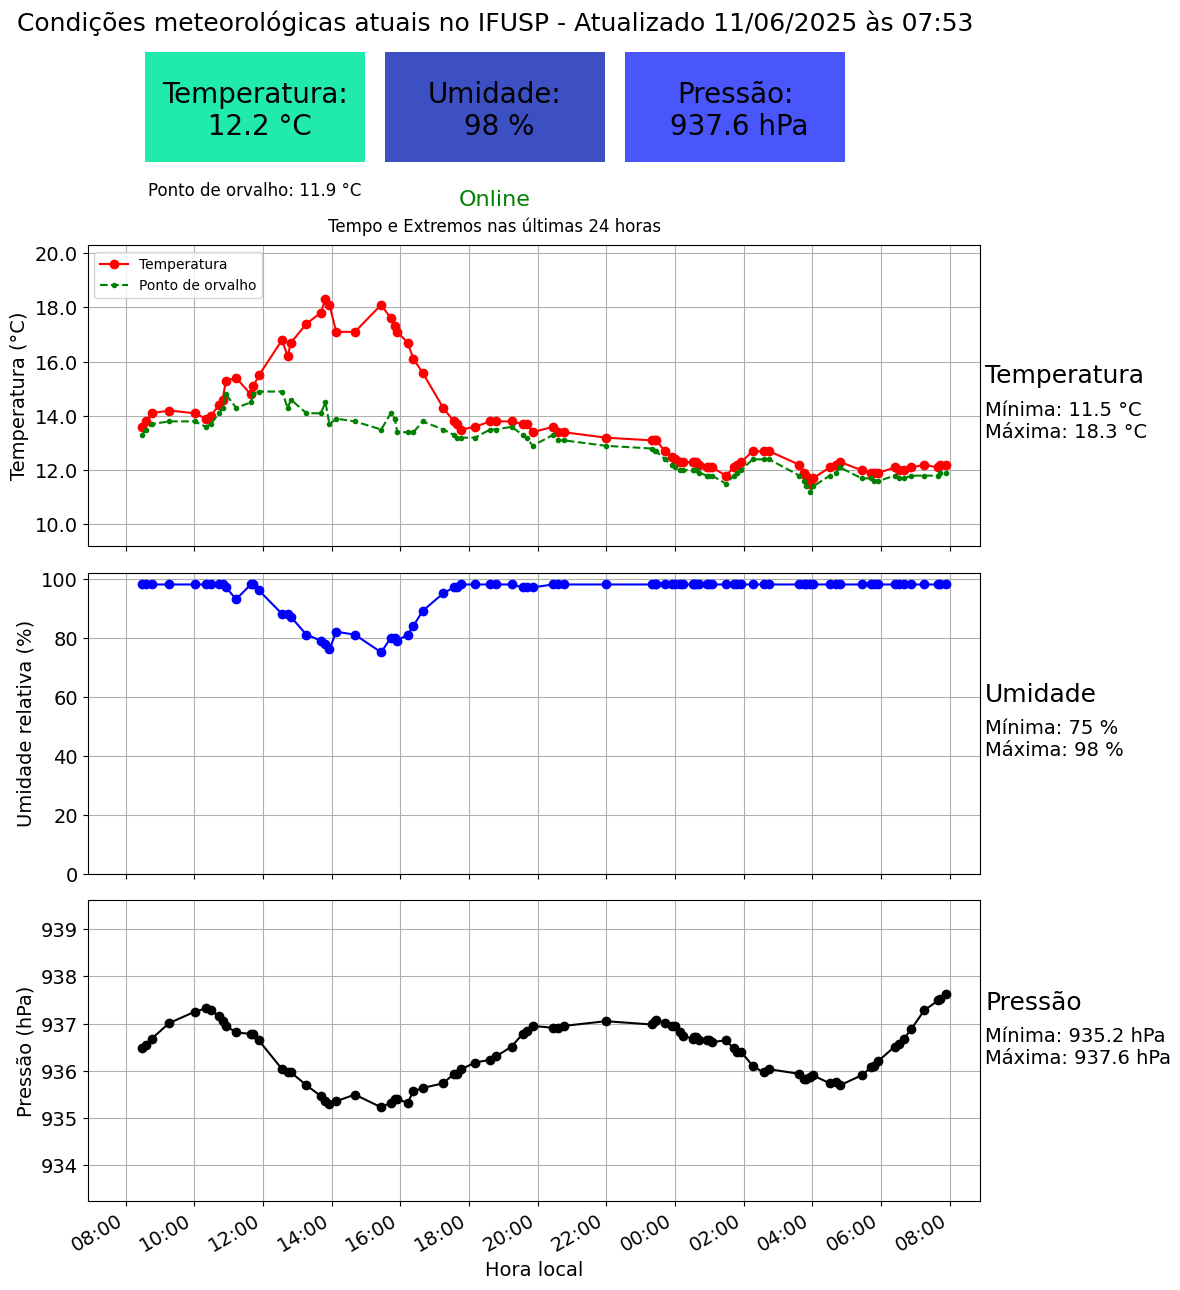 Condições meteorológicas atuais no IFUSP - Atualizado 11/06/2025 às 07:53
Temperatura:
12.2 °C
Umidade:
98 %
Pressão:
937.6 hPa
Ponto de orvalho: 11.9 °C
Online
Tempo e Extremos nas últimas 24 horas
Temperatura (°C)
20.0
18.0
16.0
14.0
12.0
10.0
Temperatura
Ponto de orvalho
Temperatura
Mínima: 11.5 °C
Máxima: 18.3 °C
Umidade relativa (%)
100
80
60
40
20
0
Umidade
Mínima: 75 %
Máxima: 98 %
Pressão (hPa)
939
938
937
936
935
934
Pressão
Mínima: 935.2 hPa
Máxima: 937.6 hPa
08:00
10:00
12:00
14:00
16:00
18:00
20:00
22:00
00:00
02:00
04:00
06:00
08:00
Hora local